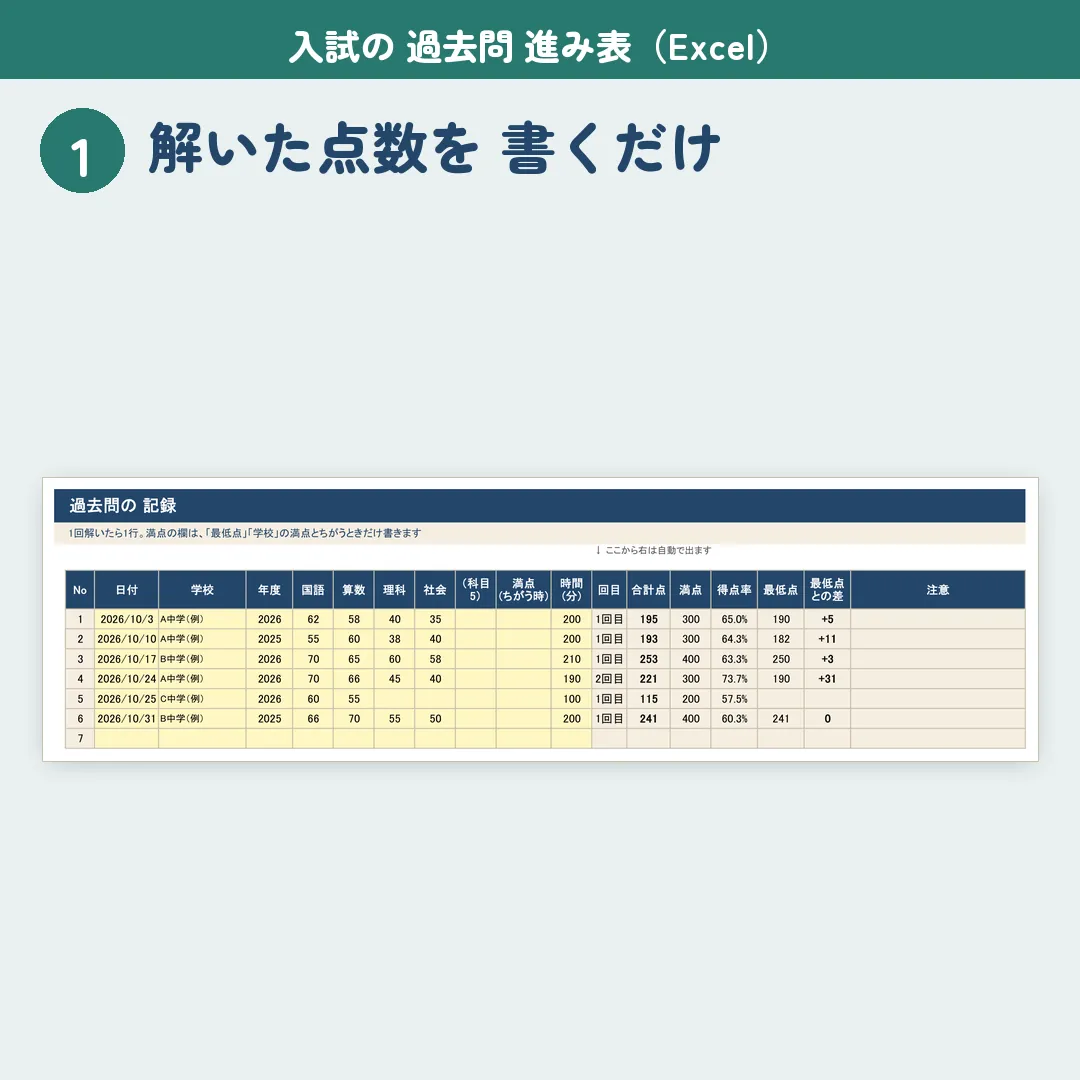 入試の 過去問 進み表（Excel）
1 解いた点数を 書くだけ
過去問の 記録
1回解いたら1行。満点の欄は、「最低点」「学校」の満点とちがうときだけ書きます
↓ ここから右は自動で出ます
No 日付 学校 年度 国語 算数 理科 社会 (科目5) 満点(ちがう時) 時間(分) 回目 合計点 満点 得点率 最低点 最低点との差 注意
1 2026/10/3 A中学(例) 2026 62 58 40 35 200 1回目 195 300 65.0% 190 +5
2 2026/10/10 A中学(例) 2025 55 60 38 40 200 1回目 193 300 64.3% 182 +11
3 2026/10/17 B中学(例) 2026 70 65 60 58 210 1回目 253 400 63.3% 250 +3
4 2026/10/24 A中学(例) 2026 70 66 45 40 190 2回目 221 300 73.7% 190 +31
5 2026/10/25 C中学(例) 2026 60 55 100 1回目 115 200 57.5%
6 2026/10/31 B中学(例) 2025 66 70 55 50 200 1回目 241 400 60.3% 241 0
7